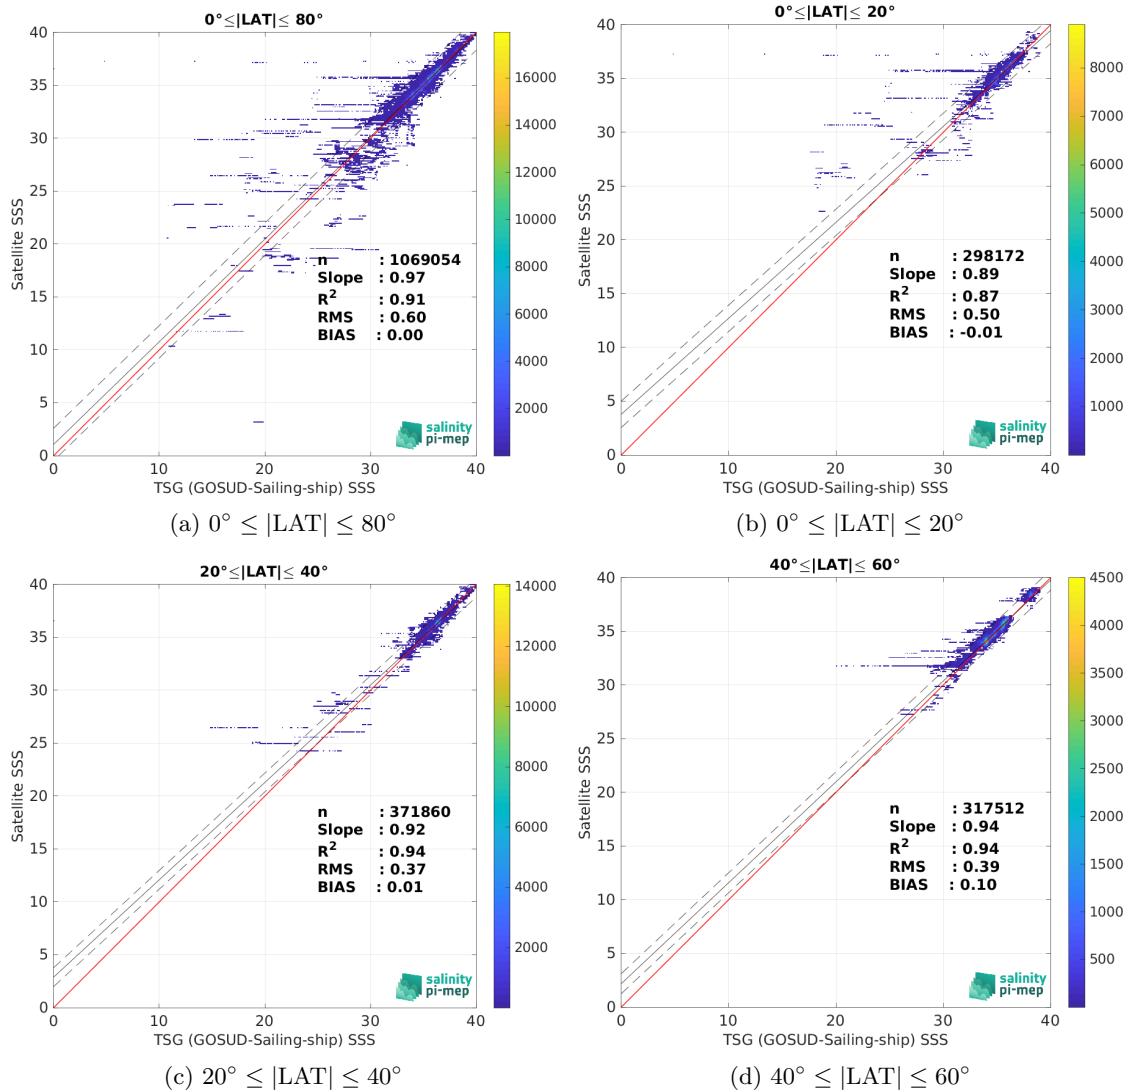 0°≤|LAT|≤ 80°
40
35
30
25
20
15
10
5
0
Satellite SSS
n : 1069054
Slope : 0.97
R² : 0.91
RMS : 0.60
BIAS : 0.00
salinity
pi-mep
0 10 20 30 40
TSG (GOSUD-Sailing-ship) SSS
16000
14000
12000
10000
8000
6000
4000
2000
(a) 0° ≤ |LAT| ≤ 80°
0°≤|LAT|≤ 20°
40
35
30
25
20
15
10
5
0
Satellite SSS
n : 298172
Slope : 0.89
R² : 0.87
RMS : 0.50
BIAS : -0.01
salinity
pi-mep
0 10 20 30 40
TSG (GOSUD-Sailing-ship) SSS
8000
7000
6000
5000
4000
3000
2000
1000
(b) 0° ≤ |LAT| ≤ 20°
20°≤|LAT|≤ 40°
40
35
30
25
20
15
10
5
0
Satellite SSS
n : 371860
Slope : 0.92
R² : 0.94
RMS : 0.37
BIAS : 0.01
salinity
pi-mep
0 10 20 30 40
TSG (GOSUD-Sailing-ship) SSS
14000
12000
10000
8000
6000
4000
2000
(c) 20° ≤ |LAT| ≤ 40°
40°≤|LAT|≤ 60°
40
35
30
25
20
15
10
5
0
Satellite SSS
n : 317512
Slope : 0.94
R² : 0.94
RMS : 0.39
BIAS : 0.10
salinity
pi-mep
0 10 20 30 40
TSG (GOSUD-Sailing-ship) SSS
4500
4000
3500
3000
2500
2000
1500
1000
500
(d) 40° ≤ |LAT| ≤ 60°